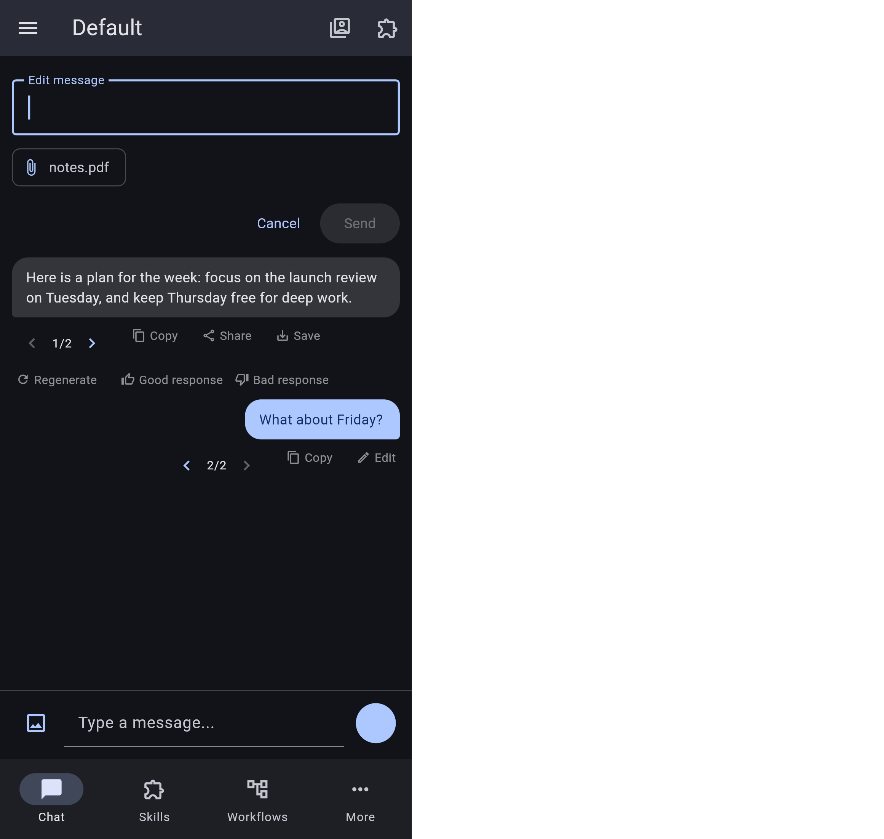 Default
Edit message
notes.pdf
Cancel Send
Here is a plan for the week: focus on the launch review
on Tuesday, and keep Thursday free for deep work.
1/2 Copy Share Save
Regenerate Good response Bad response
What about Friday?
2/2 Copy Edit
Type a message...
Chat Skills Workflows More